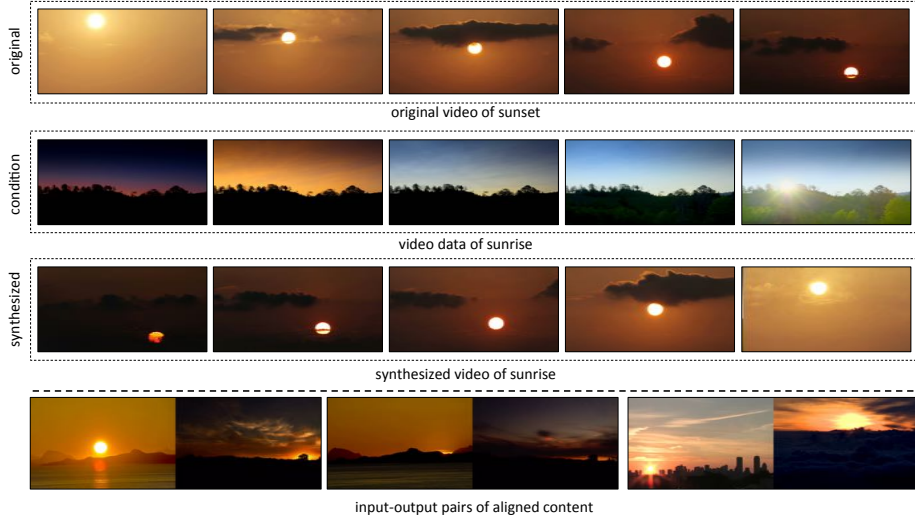 original
original video of sunset
condition
video data of sunrise
synthesized
synthesized video of sunrise
input-output pairs of aligned content